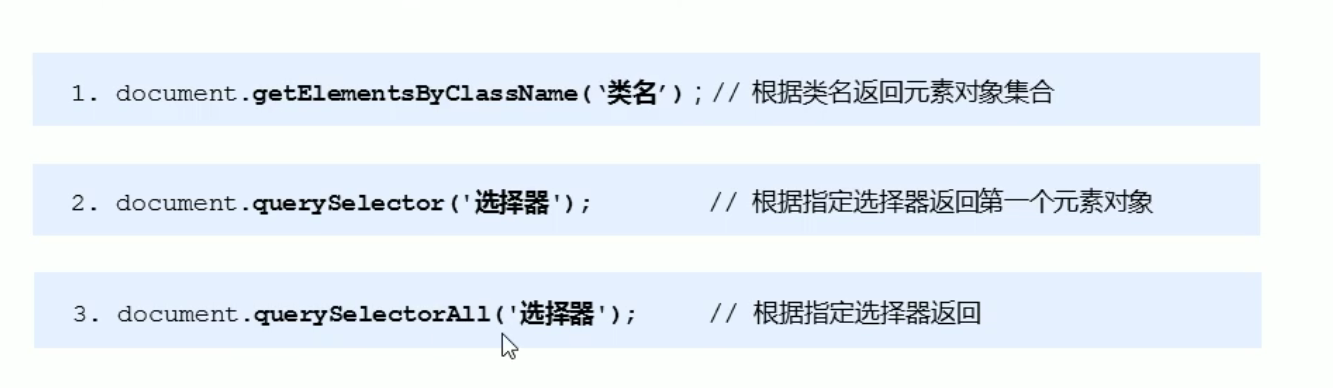 1. document.getElementsByClassName(‘类名’)；// 根据类名返回元素对象集合
2. document.querySelector('选择器');        // 根据指定选择器返回第一个元素对象
3. document.querySelectorAll('选择器');     // 根据指定选择器返回